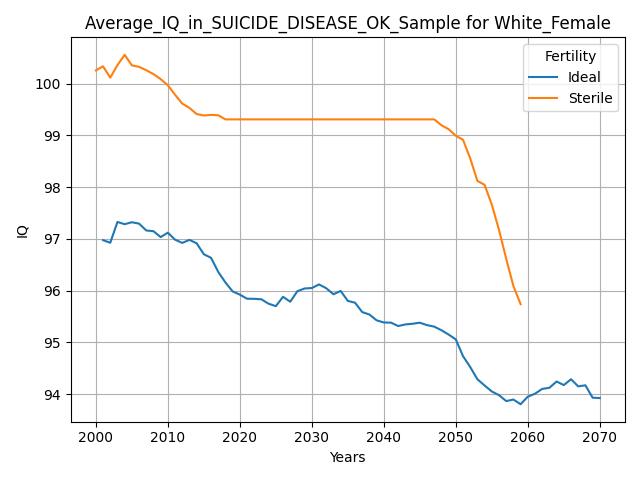 Average_IQ_in_SUICIDE_DISEASE_OK_Sample for White_Female
Fertility
Ideal
Sterile
100
99
98
97
96
95
94
IQ
2000 2010 2020 2030 2040 2050 2060 2070
Years